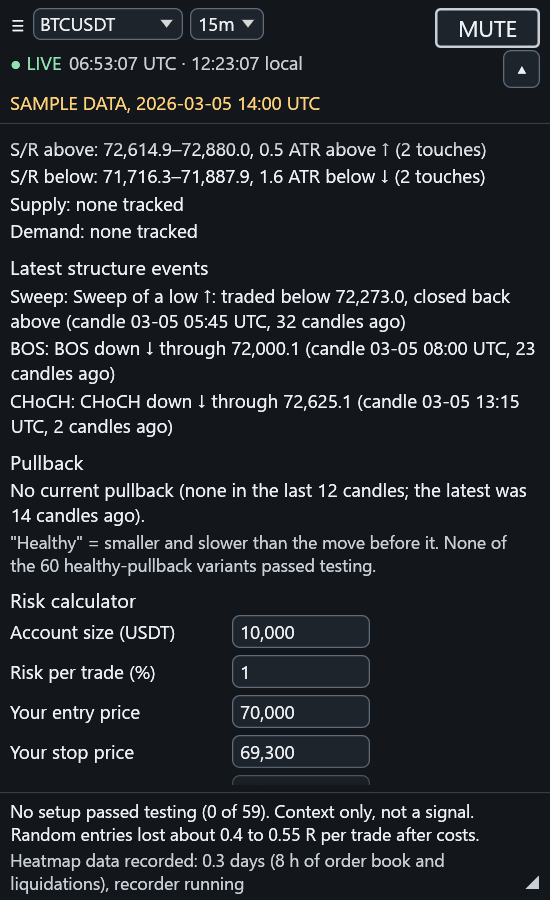 ☰ BTCUSDT ▼ 15m ▼ MUTE
● LIVE 06:53:07 UTC · 12:23:07 local ▲
SAMPLE DATA, 2026-03-05 14:00 UTC
S/R above: 72,614.9–72,880.0, 0.5 ATR above ↑ (2 touches)
S/R below: 71,716.3–71,887.9, 1.6 ATR below ↓ (2 touches)
Supply: none tracked
Demand: none tracked
Latest structure events
Sweep: Sweep of a low ↑: traded below 72,273.0, closed back
above (candle 03-05 05:45 UTC, 32 candles ago)
BOS: BOS down ↓ through 72,000.1 (candle 03-05 08:00 UTC, 23
candles ago)
CHoCH: CHoCH down ↓ through 72,625.1 (candle 03-05 13:15
UTC, 2 candles ago)
Pullback
No current pullback (none in the last 12 candles; the latest was
14 candles ago).
"Healthy" = smaller and slower than the move before it. None of
the 60 healthy-pullback variants passed testing.
Risk calculator
Account size (USDT) 10,000
Risk per trade (%) 1
Your entry price 70,000
Your stop price 69,300
No setup passed testing (0 of 59). Context only, not a signal.
Random entries lost about 0.4 to 0.55 R per trade after costs.
Heatmap data recorded: 0.3 days (8 h of order book and
liquidations), recorder running